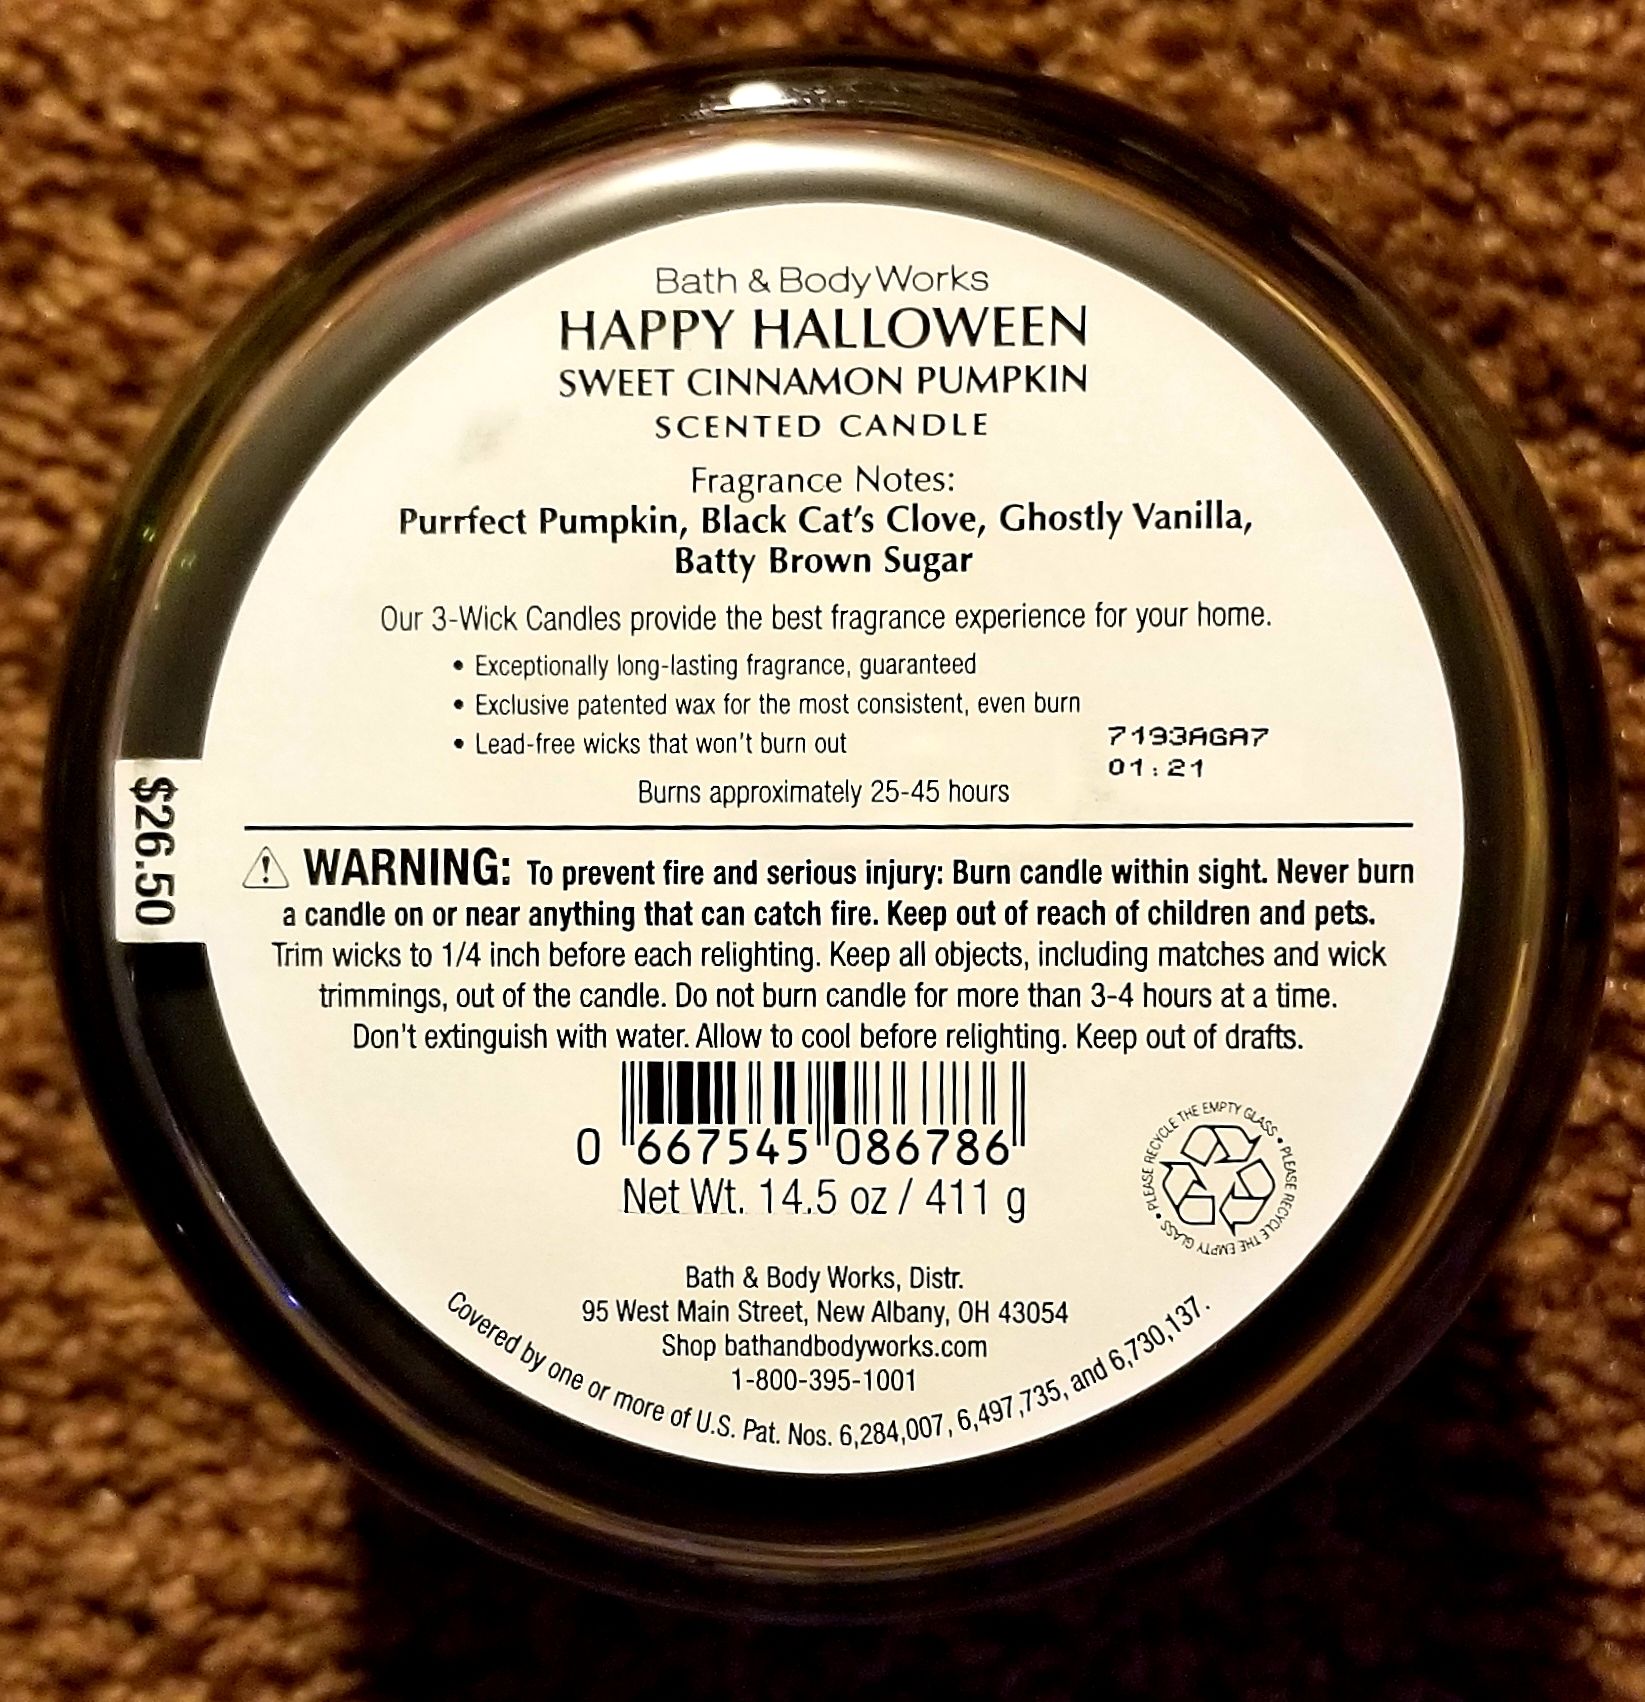 Bath & Body Works
HAPPY HALLOWEEN
SWEET CINNAMON PUMPKIN
SCENTED CANDLE
Fragrance Notes:
Purrfect Pumpkin, Black Cat's Clove, Ghostly Vanilla,
Batty Brown Sugar
Our 3-Wick Candles provide the best fragrance experience for your home.
• Exceptionally long-lasting fragrance, guaranteed
• Exclusive patented wax for the most consistent, even burn
• Lead-free wicks that won't burn out
7193AGA7
01:21
Burns approximately 25-45 hours
$26.50
⚠ WARNING: To prevent fire and serious injury: Burn candle within sight. Never burn
a candle on or near anything that can catch fire. Keep out of reach of children and pets.
Trim wicks to 1/4 inch before each relighting. Keep all objects, including matches and wick
trimmings, out of the candle. Do not burn candle for more than 3-4 hours at a time.
Don't extinguish with water. Allow to cool before relighting. Keep out of drafts.
0 667545 086786
Net Wt. 14.5 oz / 411 g
PLEASE RECYCLE THE EMPTY GLASS • PLEASE RECYCLE THE EMPTY GLASS •
Bath & Body Works, Distr.
95 West Main Street, New Albany, OH 43054
Shop bathandbodyworks.com
1-800-395-1001
Covered by one or more of U.S. Pat. Nos. 6,284,007, 6,497,735, and 6,730,137.